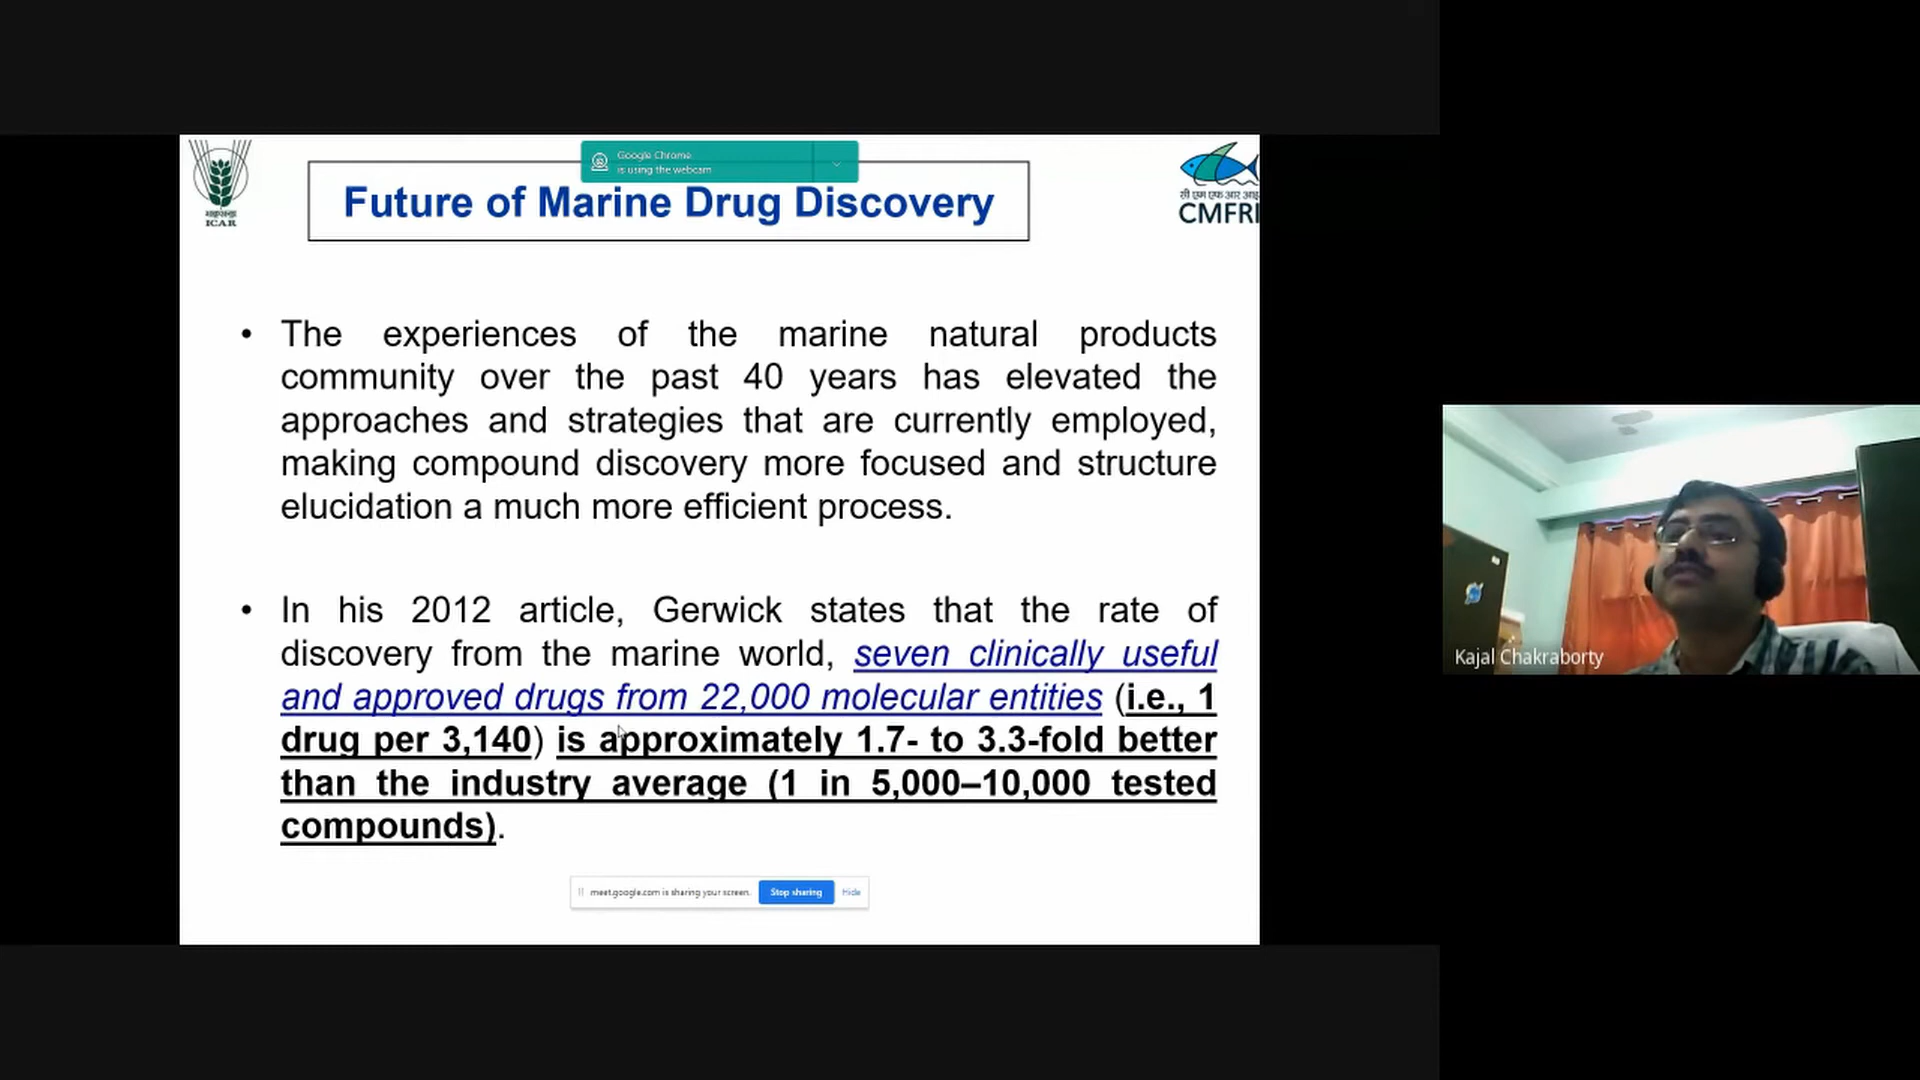 Google Chrome
is using the webcam
Future of Marine Drug Discovery
ICAR
सी एम एफ आर आइ
CMFRI
• The experiences of the marine natural products
community over the past 40 years has elevated the
approaches and strategies that are currently employed,
making compound discovery more focused and structure
elucidation a much more efficient process.
• In his 2012 article, Gerwick states that the rate of
discovery from the marine world, seven clinically useful
and approved drugs from 22,000 molecular entities (i.e., 1
drug per 3,140) is approximately 1.7- to 3.3-fold better
than the industry average (1 in 5,000–10,000 tested
compounds).
meet.google.com is sharing your screen. Stop sharing Hide
Kajal Chakraborty